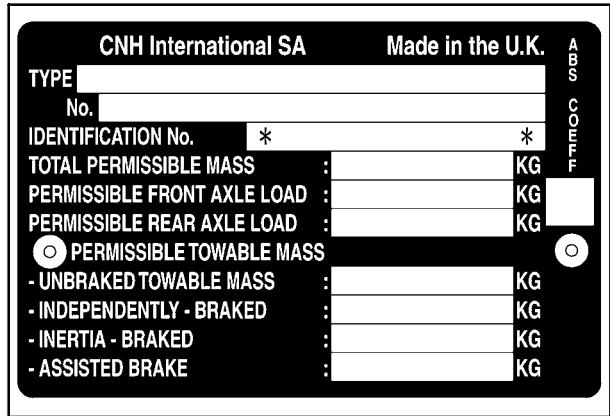 CNH International SA Made in the U.K.
TYPE
No.
IDENTIFICATION No. * *
TOTAL PERMISSIBLE MASS : KG
PERMISSIBLE FRONT AXLE LOAD : KG
PERMISSIBLE REAR AXLE LOAD : KG
PERMISSIBLE TOWABLE MASS
- UNBRAKED TOWABLE MASS : KG
- INDEPENDENTLY - BRAKED : KG
- INERTIA - BRAKED : KG
- ASSISTED BRAKE : KG
ABS COEFF